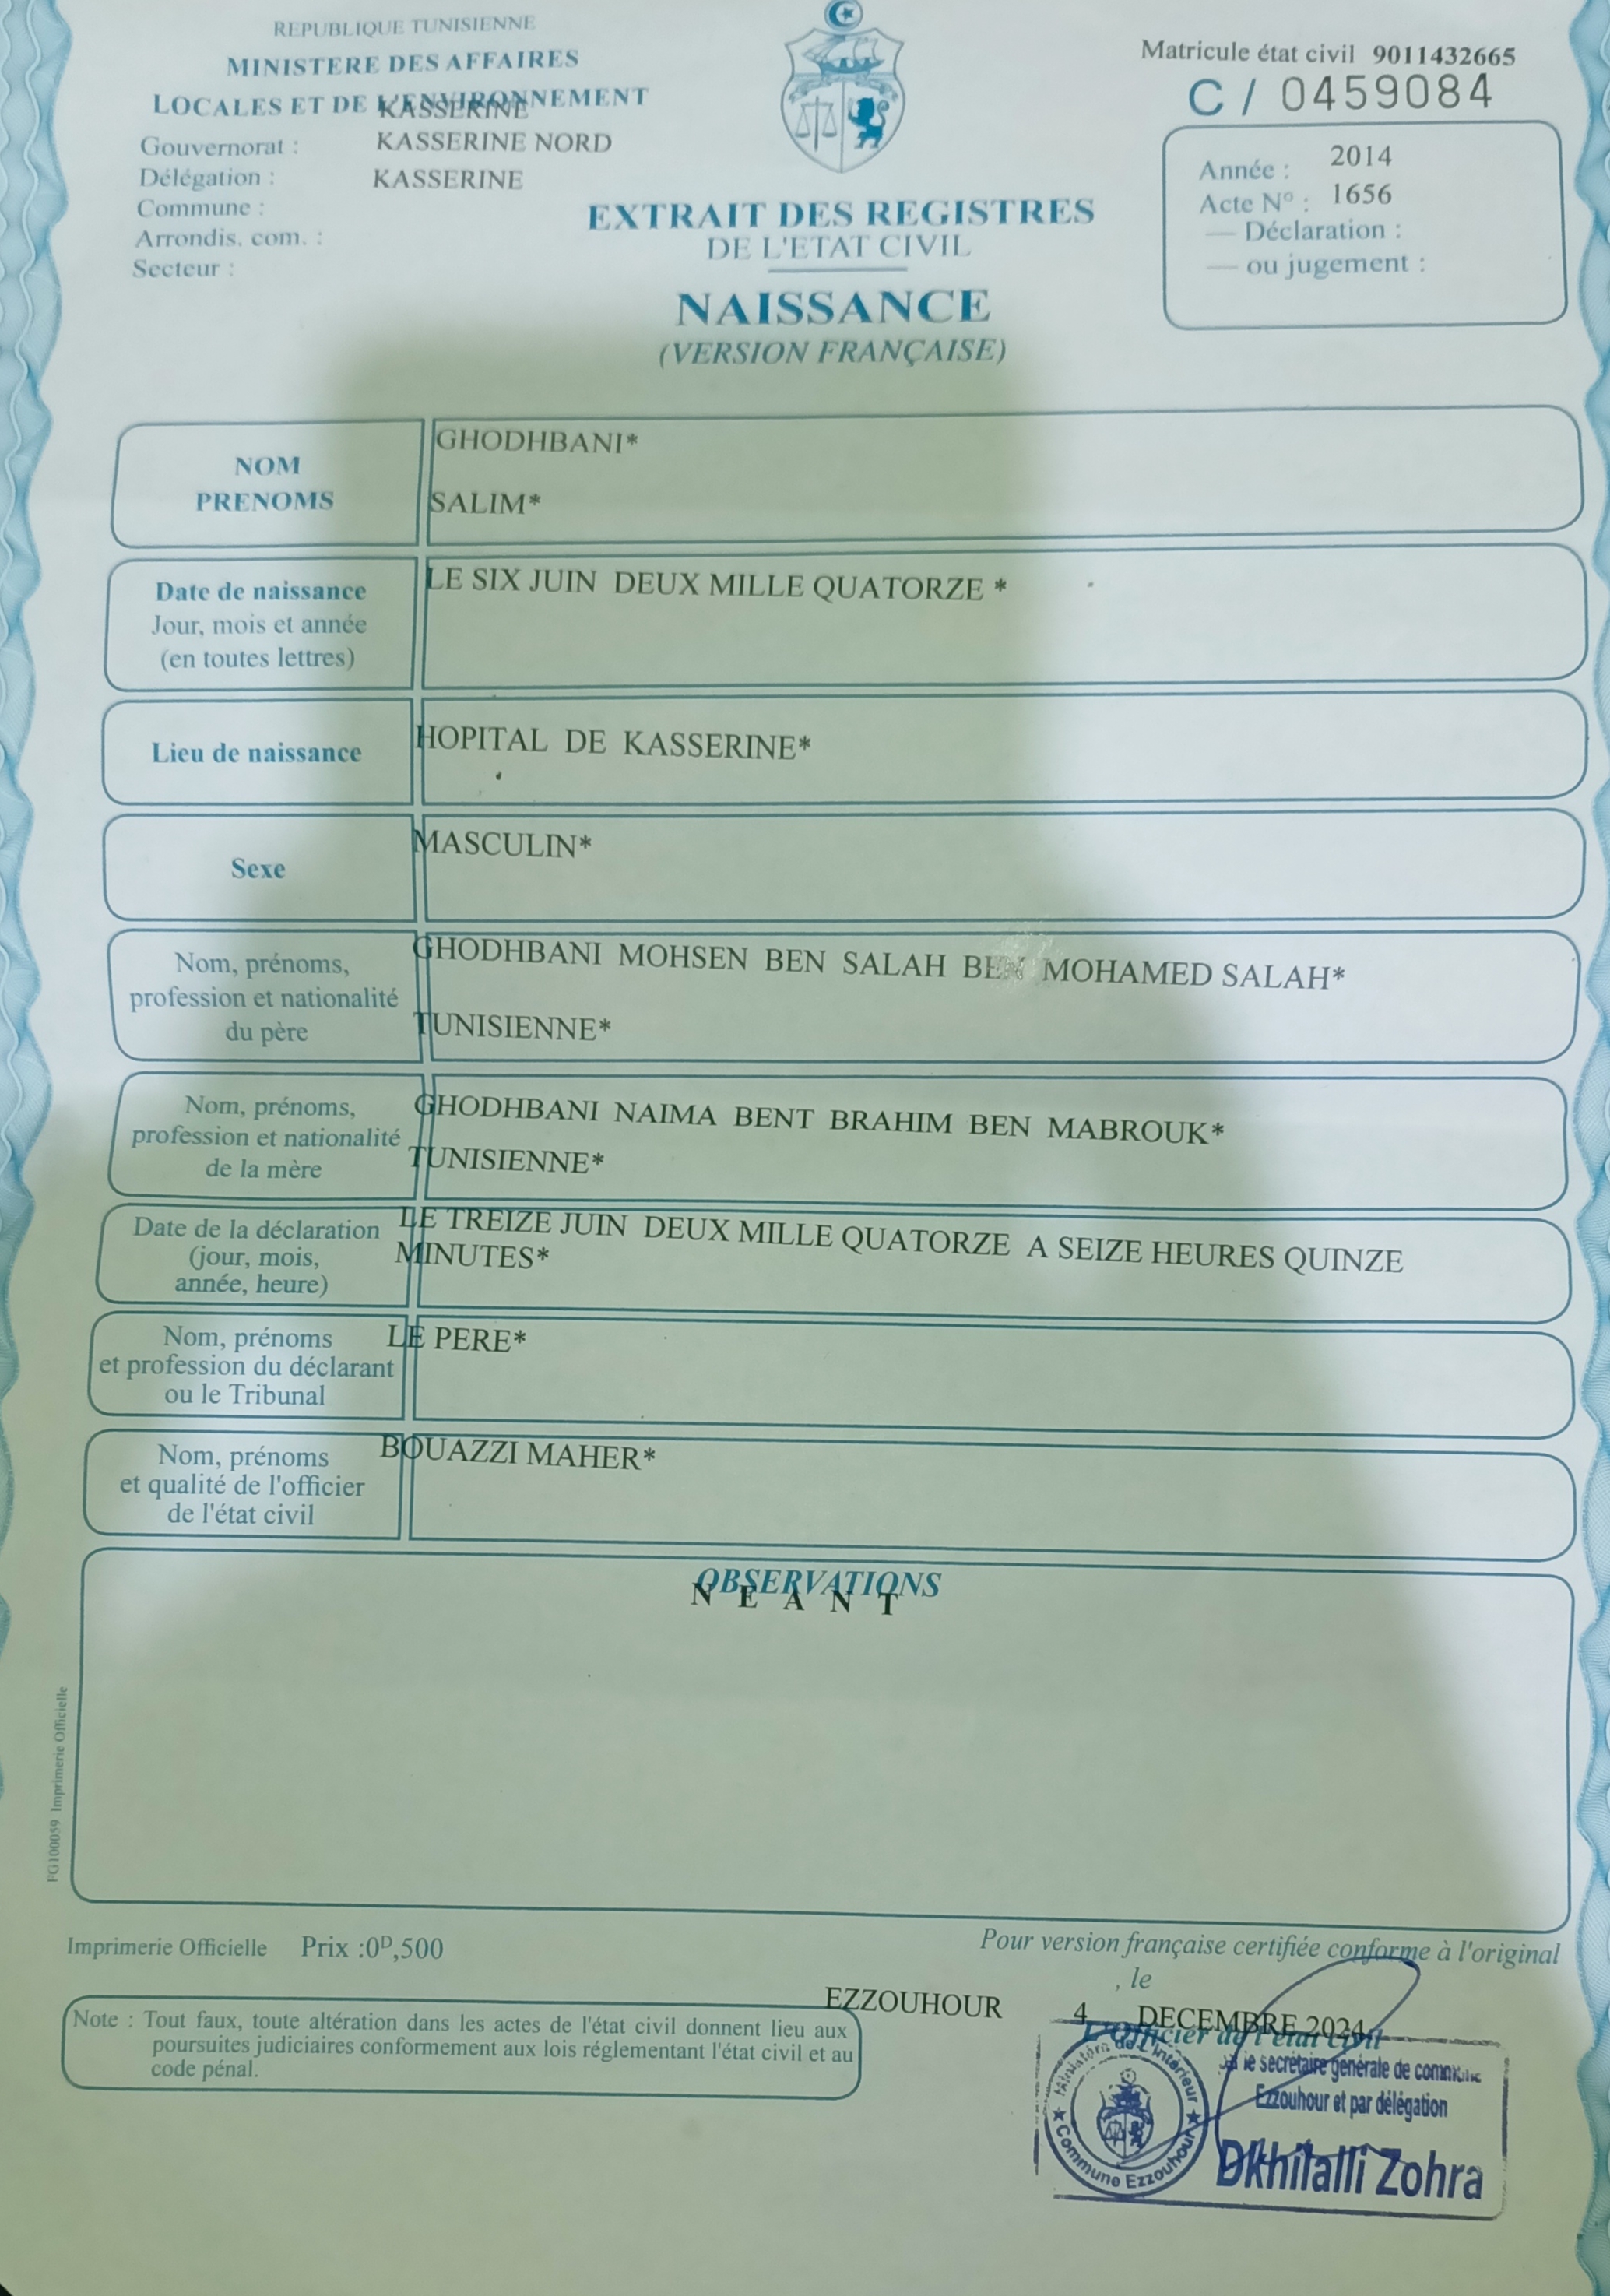 REPUBLIQUE TUNISIENNE
MINISTERE DES AFFAIRES
LOCALES ET DE L'ENVIRONNEMENT
KASSERINE
Gouvernorat : KASSERINE NORD
Délégation : KASSERINE
Commune :
Arrondis. com. :
Secteur :
EXTRAIT DES REGISTRES
DE L'ETAT CIVIL
NAISSANCE
(VERSION FRANÇAISE)
Matricule état civil 9011432665
C / 0459084
Année : 2014
Acte N° : 1656
— Déclaration :
— ou jugement :
NOM
PRENOMS
GHODHBANI*
SALIM*
Date de naissance
Jour, mois et année
(en toutes lettres)
LE SIX JUIN DEUX MILLE QUATORZE *
Lieu de naissance
HOPITAL DE KASSERINE*
Sexe
MASCULIN*
Nom, prénoms,
profession et nationalité
du père
GHODHBANI MOHSEN BEN SALAH BEN MOHAMED SALAH*
TUNISIENNE*
Nom, prénoms,
profession et nationalité
de la mère
GHODHBANI NAIMA BENT BRAHIM BEN MABROUK*
TUNISIENNE*
Date de la déclaration
(jour, mois,
année, heure)
LE TREIZE JUIN DEUX MILLE QUATORZE A SEIZE HEURES QUINZE
MINUTES*
Nom, prénoms
et profession du déclarant
ou le Tribunal
LE PERE*
Nom, prénoms
et qualité de l'officier
de l'état civil
BOUAZZI MAHER*
OBSERVATIONS
N E A N T
FG100059 Imprimerie Officielle
Imprimerie Officielle Prix :0D,500
Pour version française certifiée conforme à l'original
, le
EZZOUHOUR 4 DECEMBRE 2024
L'Officier de l'état civil
Note : Tout faux, toute altération dans les actes de l'état civil donnent lieu aux
poursuites judiciaires conformement aux lois réglementant l'état civil et au
code pénal.
Ministère de L'intérieur
Commune Ezzouhour
le secrétaire générale de commune
Ezzouhour et par délégation
Dkhilalli Zohra